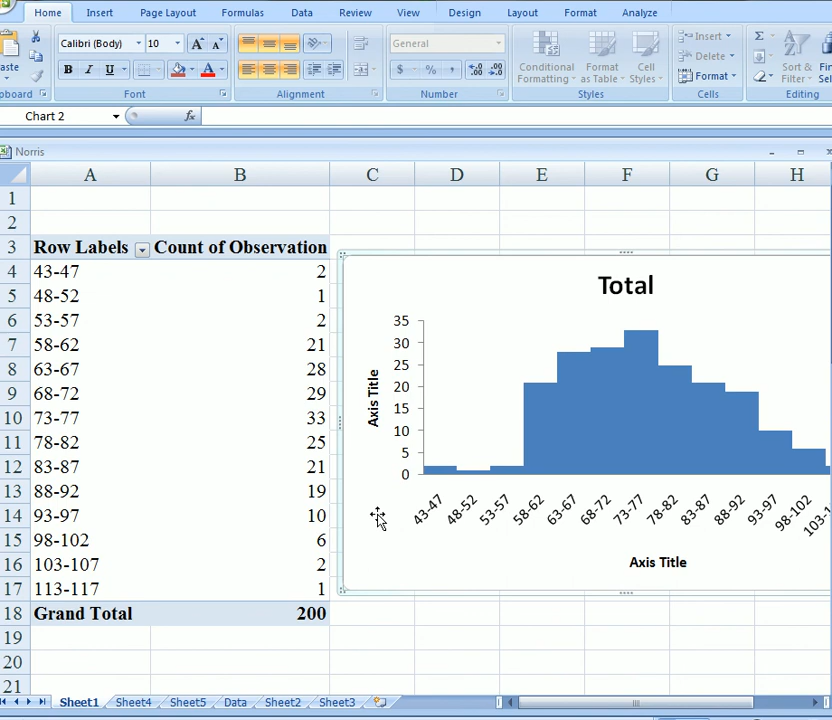 Home Insert Page Layout Formulas Data Review View Design Layout Format Analyze
Calibri (Body) 10 A A General Insert Σ
Paste B I U A $ % , .00 .0 Conditional Formatting Format as Table Cell Styles Delete Format Sort & Filter
Font Alignment Number Styles Cells Editing
Chart 2 fx
Norris
A B C D E F G H
1
2
3 Row Labels Count of Observation
4 43-47 2
5 48-52 1
6 53-57 2
7 58-62 21
8 63-67 28
9 68-72 29
10 73-77 33
11 78-82 25
12 83-87 21
13 88-92 19
14 93-97 10
15 98-102 6
16 103-107 2
17 113-117 1
18 Grand Total 200
19
20
21
Total
35
30
25
20
15
10
5
0
Axis Title
43-47 48-52 53-57 58-62 63-67 68-72 73-77 78-82 83-87 88-92 93-97 98-102 103-1
Axis Title
Sheet1 Sheet4 Sheet5 Data Sheet2 Sheet3